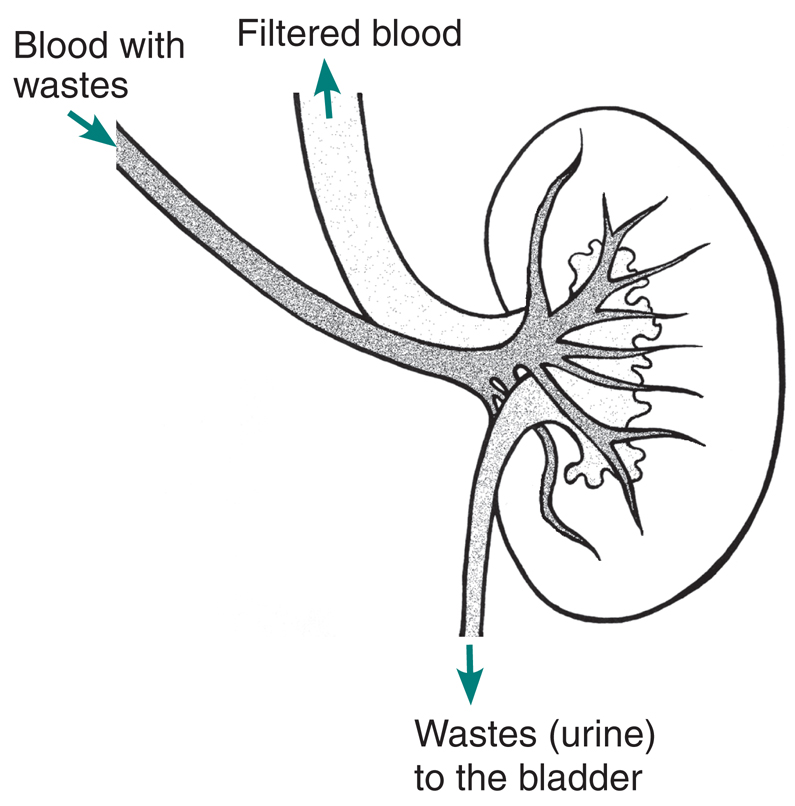 Blood with
wastes
Filtered blood
Wastes (urine)
to the bladder